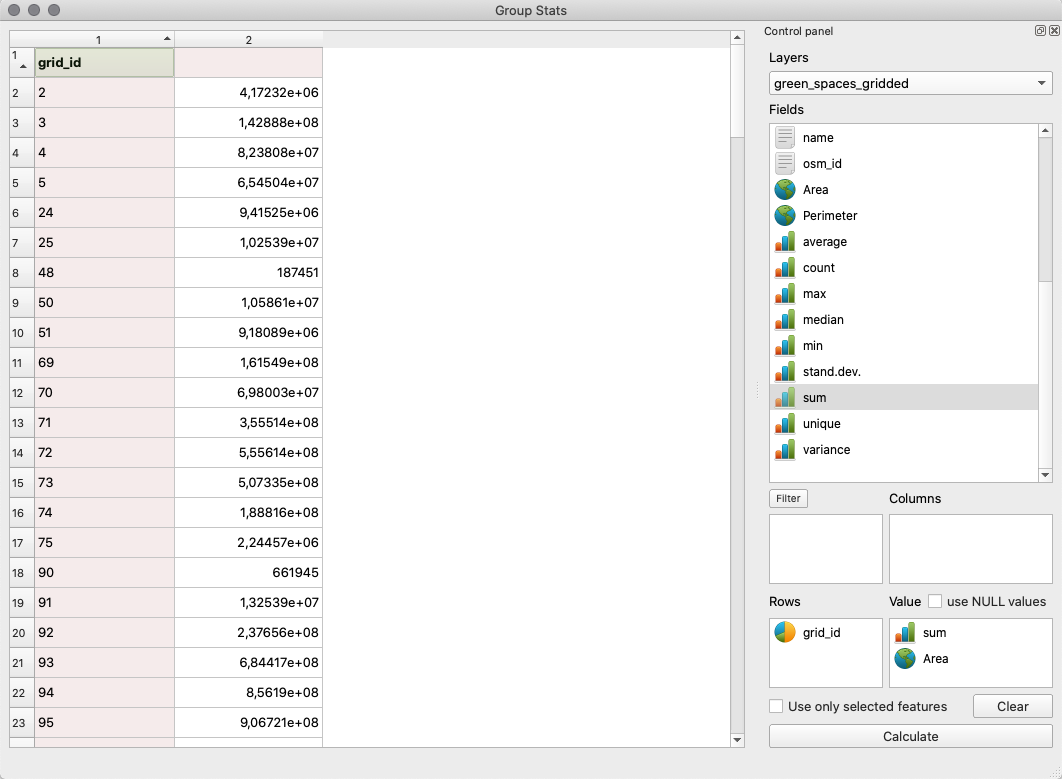 Group Stats
1 2
1 grid_id
2 2 4,17232e+06
3 3 1,42888e+08
4 4 8,23808e+07
5 5 6,54504e+07
6 24 9,41525e+06
7 25 1,02539e+07
8 48 187451
9 50 1,05861e+07
10 51 9,18089e+06
11 69 1,61549e+08
12 70 6,98003e+07
13 71 3,55514e+08
14 72 5,55614e+08
15 73 5,07335e+08
16 74 1,88816e+08
17 75 2,24457e+06
18 90 661945
19 91 1,32539e+07
20 92 2,37656e+08
21 93 6,84417e+08
22 94 8,5619e+08
23 95 9,06721e+08
Control panel
Layers
green_spaces_gridded
Fields
name
osm_id
Area
Perimeter
average
count
max
median
min
stand.dev.
sum
unique
variance
Filter Columns
Rows Value use NULL values
grid_id sum
Area
Use only selected features Clear
Calculate